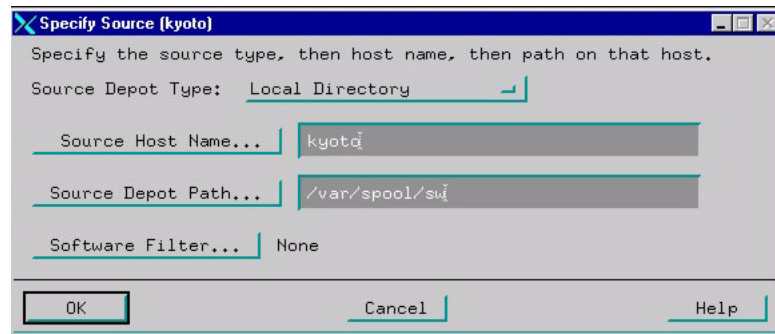 Specify Source (kyoto)
Specify the source type, then host name, then path on that host.
Source Depot Type: Local Directory
Source Host Name... kyoto
Source Depot Path... /var/spool/sw
Software Filter... None
OK Cancel Help